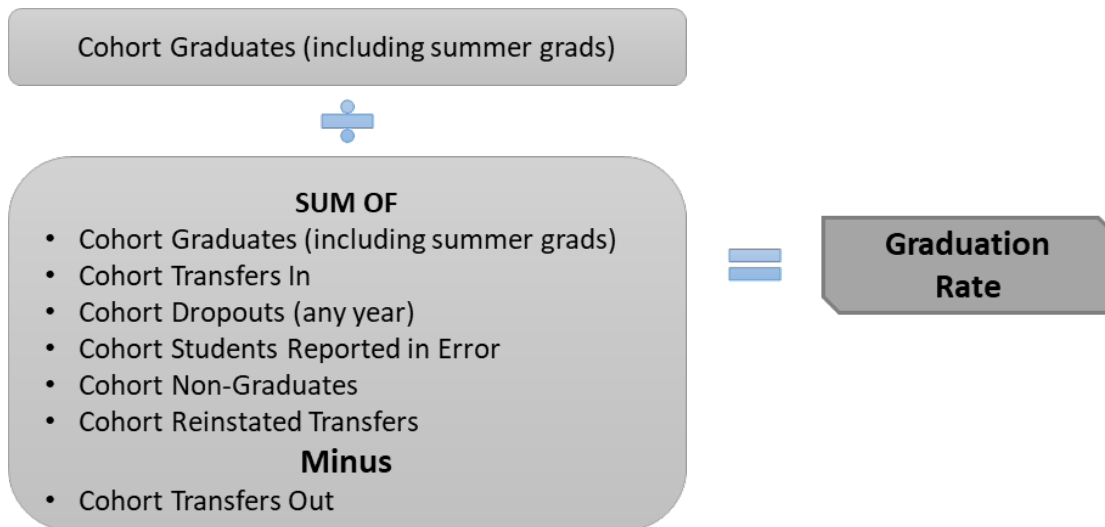 Cohort Graduates (including summer grads)
SUM OF
• Cohort Graduates (including summer grads)
• Cohort Transfers In
• Cohort Dropouts (any year)
• Cohort Students Reported in Error
• Cohort Non-Graduates
• Cohort Reinstated Transfers
Minus
• Cohort Transfers Out
Graduation
Rate